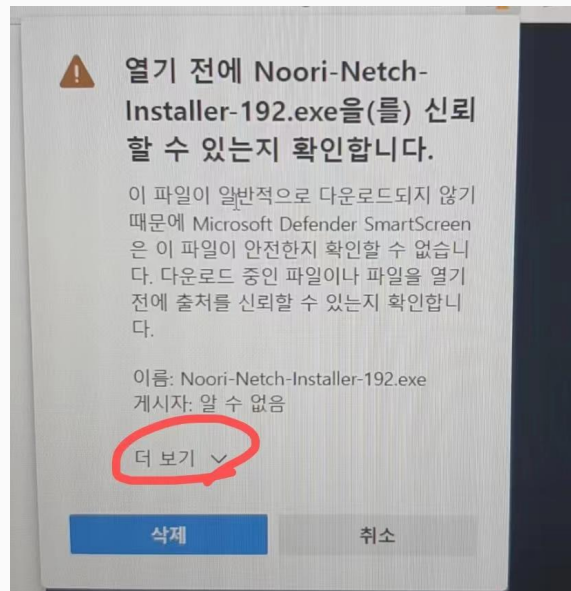 열기 전에 Noori-Netch-
Installer-192.exe을(를) 신뢰
할 수 있는지 확인합니다.
이 파일이 일반적으로 다운로드되지 않기
때문에 Microsoft Defender SmartScreen
은 이 파일이 안전한지 확인할 수 없습니
다. 다운로드 중인 파일이나 파일을 열기
전에 출처를 신뢰할 수 있는지 확인합니
다.
이름: Noori-Netch-Installer-192.exe
게시자: 알 수 없음
더 보기
삭제
취소